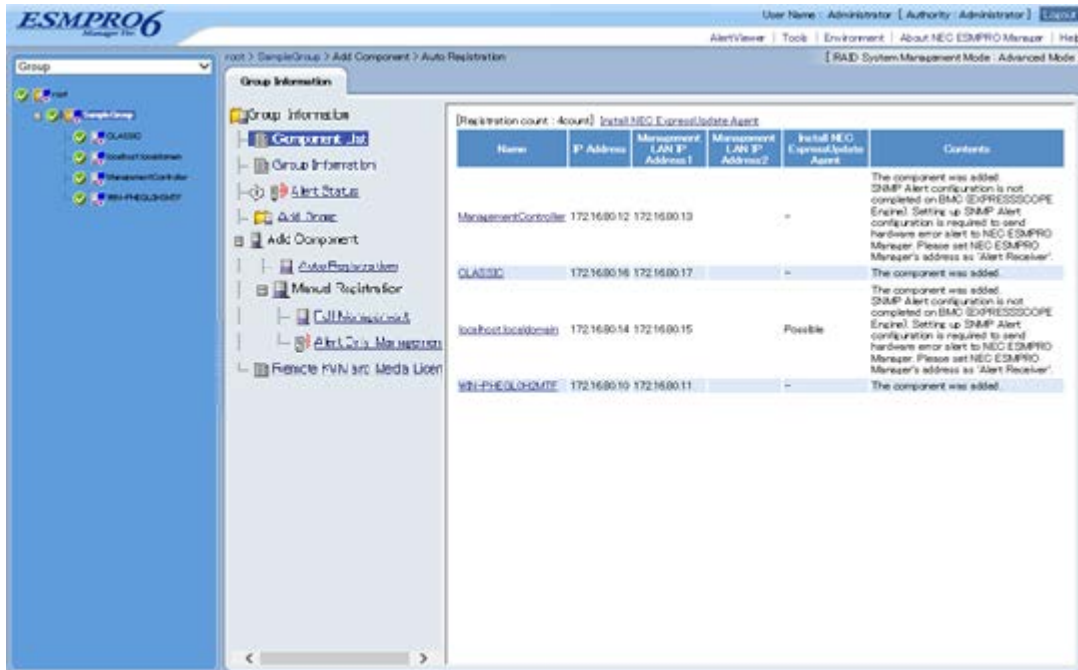 ESMPRO6
Manager Ver.
User Name : Administrator [ Authority : Administrator ] Logout
AlertViewer | Tools | Environment | About NEC ESMPRO Manager | Help
Group
root > SampleGroup > Add Component > Auto Registration
[ RAID System Management Mode : Advanced Mode
root
SampleGroup
CLASSIC
localhost.localdomain
ManagementController
Group Information
Group Information
Component List
Group Information
Alert Status
Add Group
Add Component
Auto Registration
Manual Registration
Full Management
Alert Only Management
Remote KVM and Media Licen
[Registration count : 4count] Install NEC ExpressUpdate Agent
Name IP Address Management LAN IP Address1 Management LAN IP Address2 Install NEC ExpressUpdate Agent Contents
ManagementController 172.16.80.12 172.16.80.13 -
The component was added.
SNMP Alert configuration is not
completed on BMC (EXPRESSSCOPE
Engine). Setting up SNMP Alert
configuration is required to send
hardware error alert to NEC ESMPRO
Manager. Please set NEC ESMPRO
Manager's address as 'Alert Receiver'.
CLASSIC 172.16.80.16 172.16.80.17 - The component was added.
localhost.localdomain 172.16.80.14 172.16.80.15 Possible
The component was added.
SNMP Alert configuration is not
completed on BMC (EXPRESSSCOPE
Engine). Setting up SNMP Alert
configuration is required to send
hardware error alert to NEC ESMPRO
Manager. Please set NEC ESMPRO
Manager's address as 'Alert Receiver'.
WIN-PHEGL0H2MTF 172.16.80.10 172.16.80.11 - The component was added.